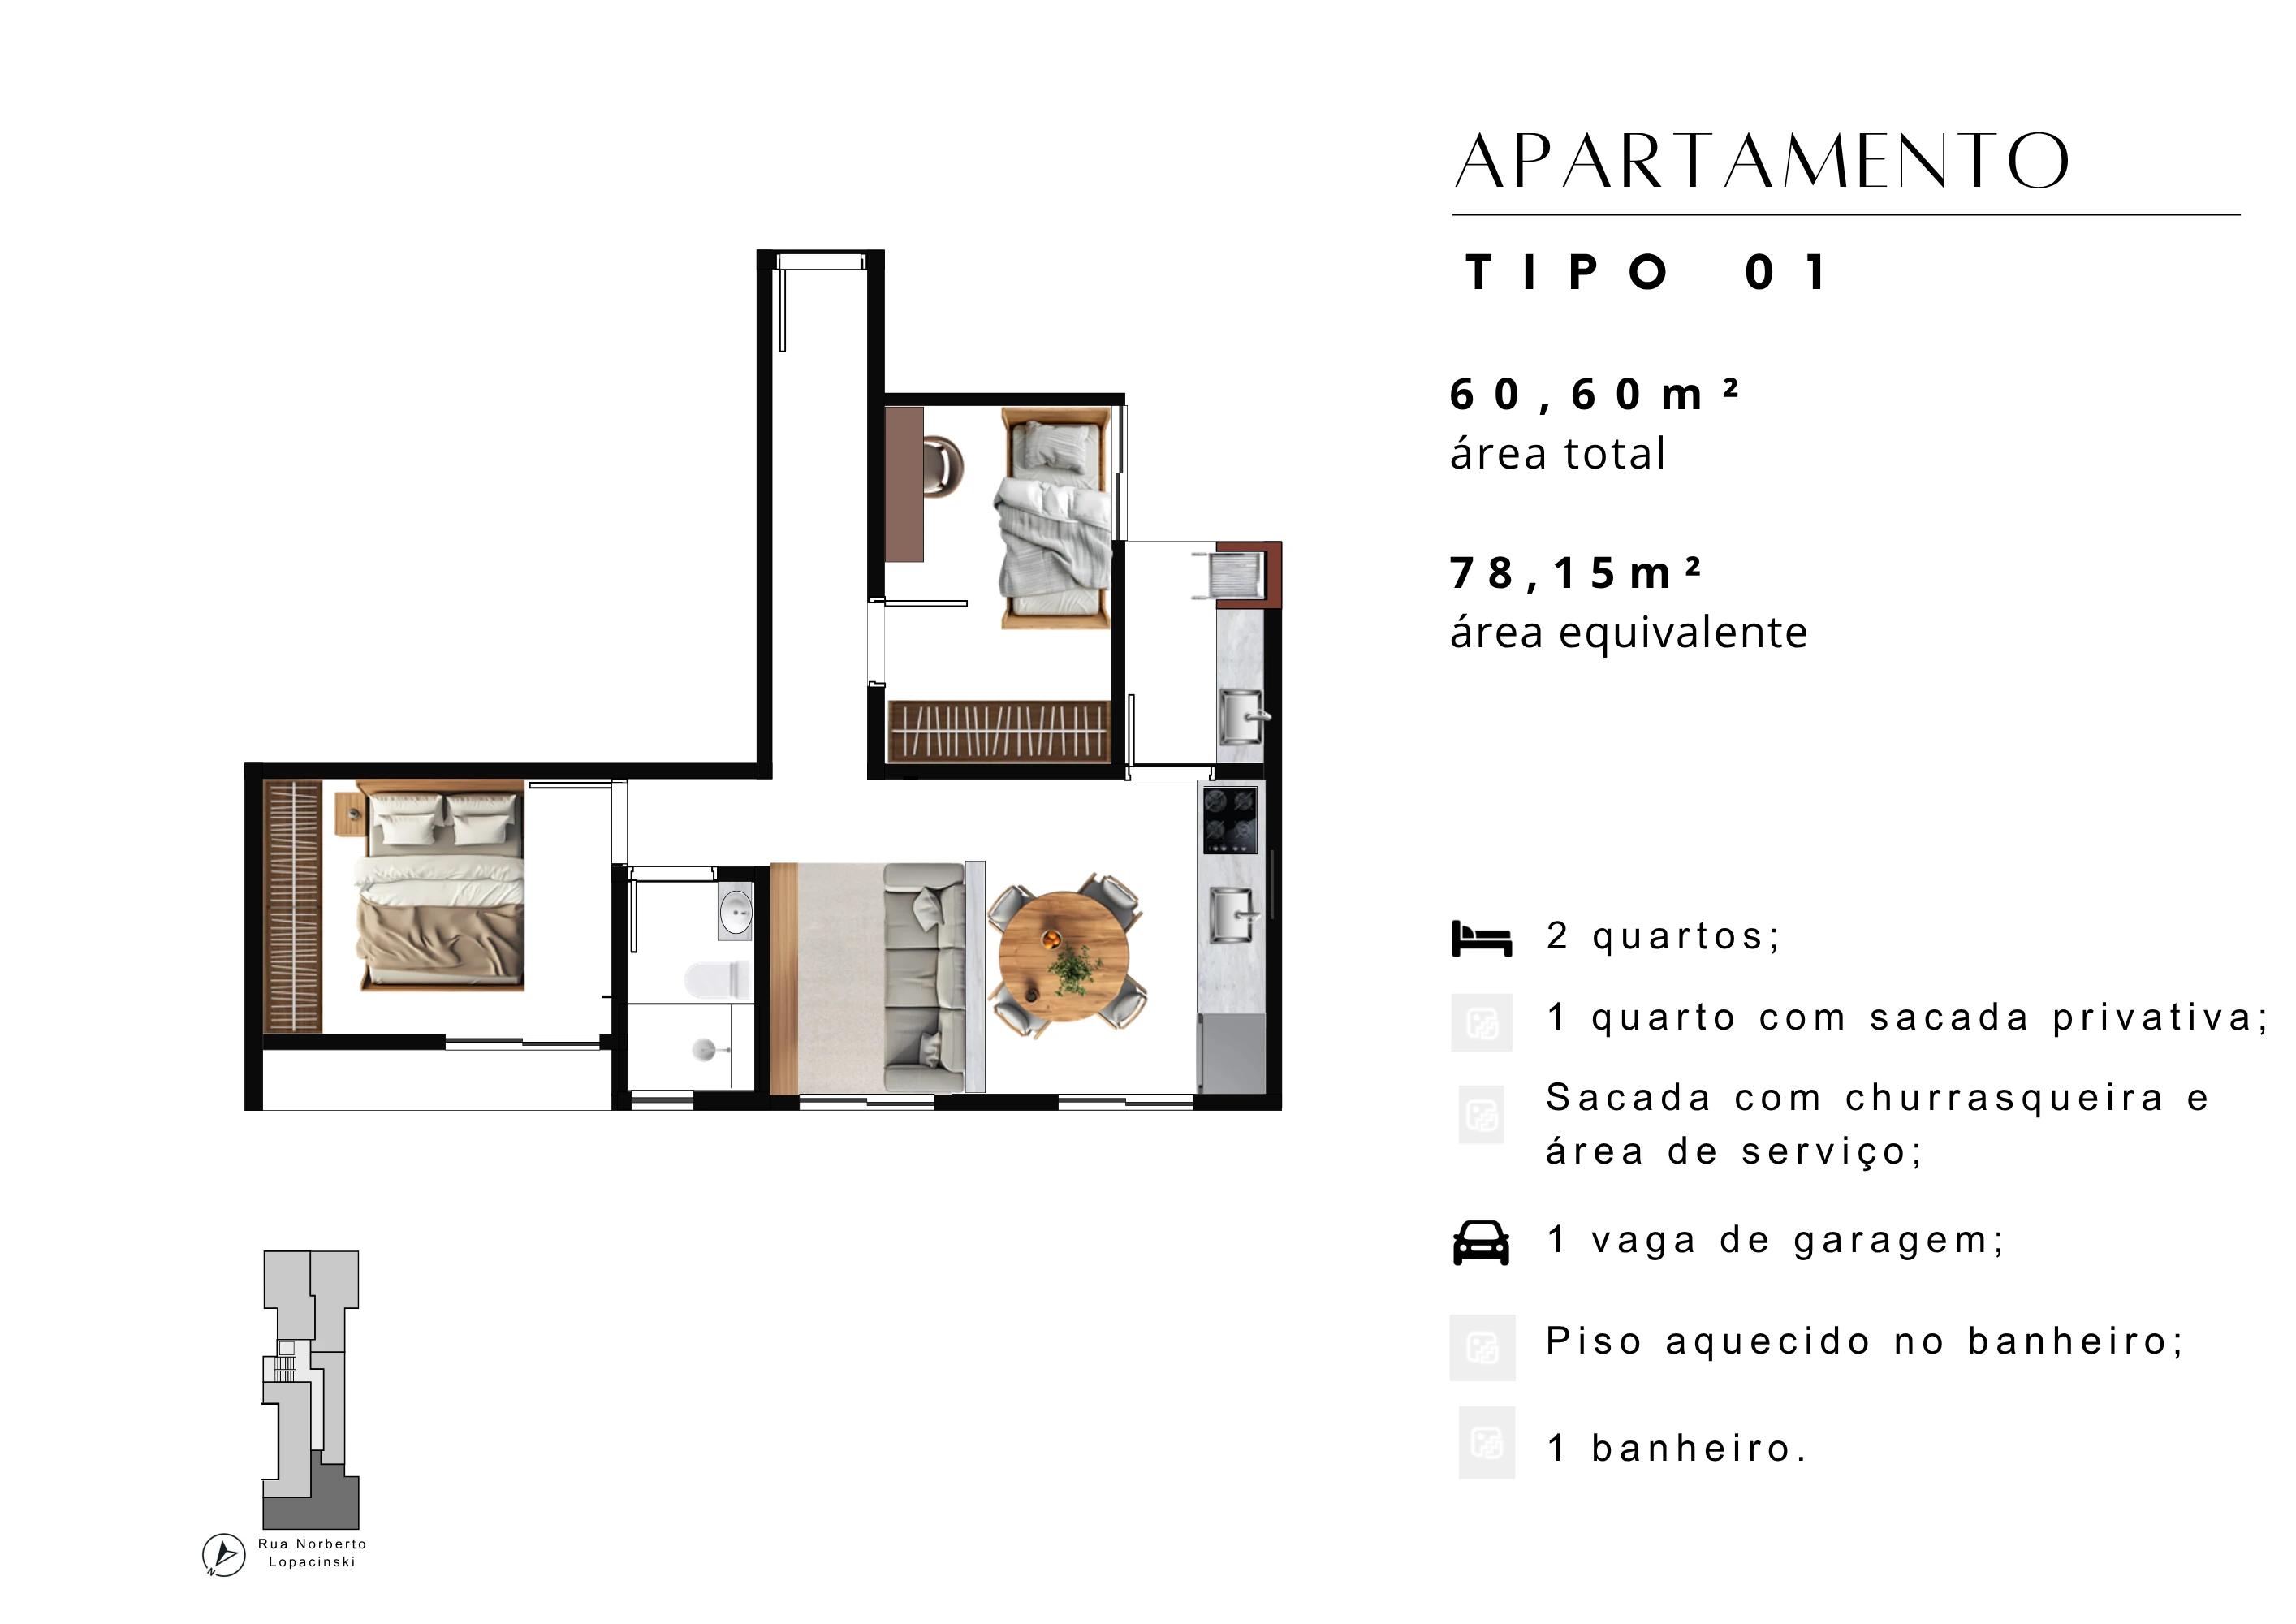 APARTAMENTO
TIPO 01
60,60m²
área total
78,15m²
área equivalente
2 quartos;
1 quarto com sacada privativa;
Sacada com churrasqueira e
área de serviço;
1 vaga de garagem;
Piso aquecido no banheiro;
1 banheiro.
Rua Norberto
Lopacinski
N